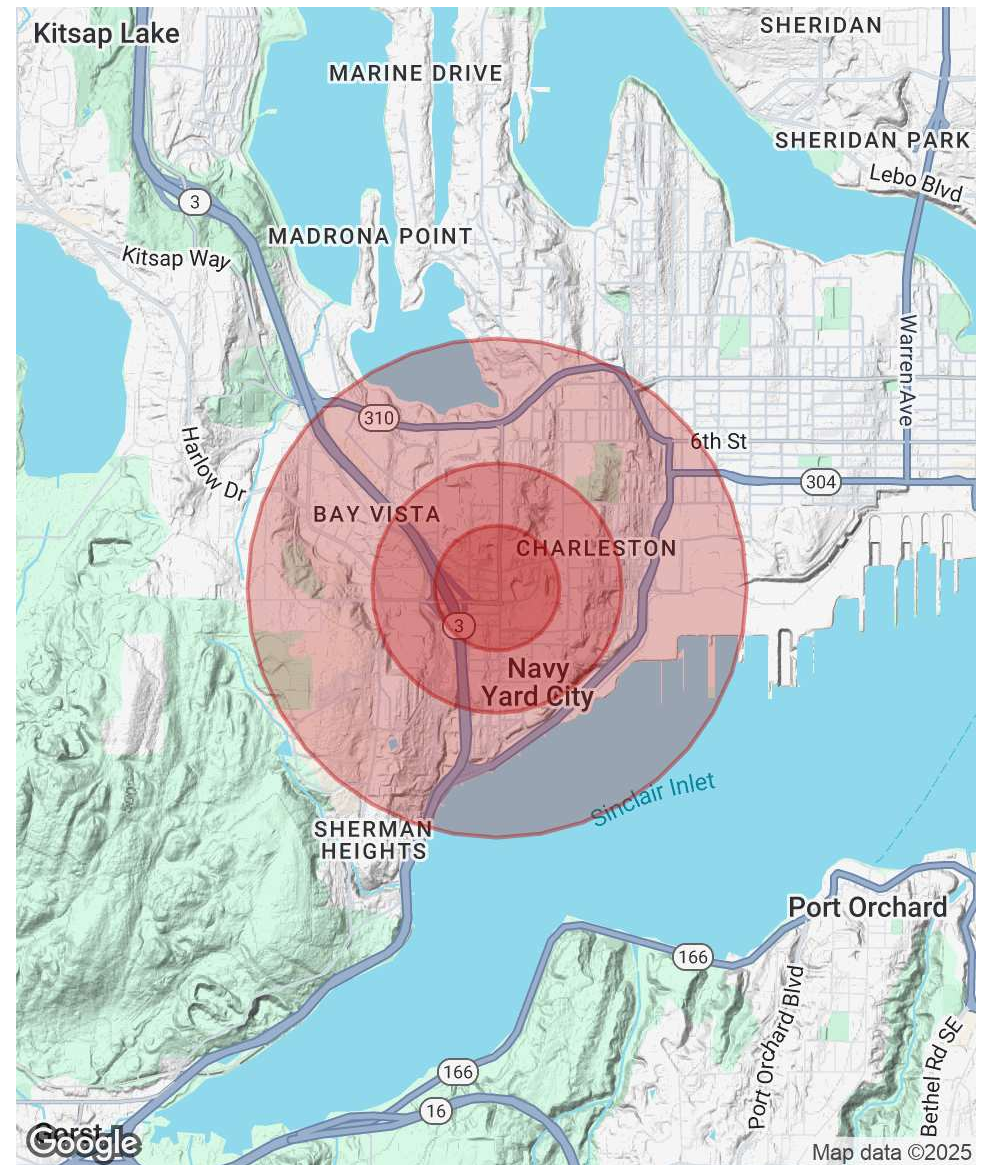 Kitsap Lake
SHERIDAN
MARINE DRIVE
SHERIDAN PARK
Lebo Blvd
3
MADRONA POINT
Kitsap Way
Warren Ave
310
6th St
Harlow Dr
304
BAY VISTA
CHARLESTON
3
Navy
Yard City
Sinclair Inlet
SHERMAN
HEIGHTS
Port Orchard
166
Port Orchard Blvd
Bethel Rd SE
166
16
Gorst
Google
Map data ©2025